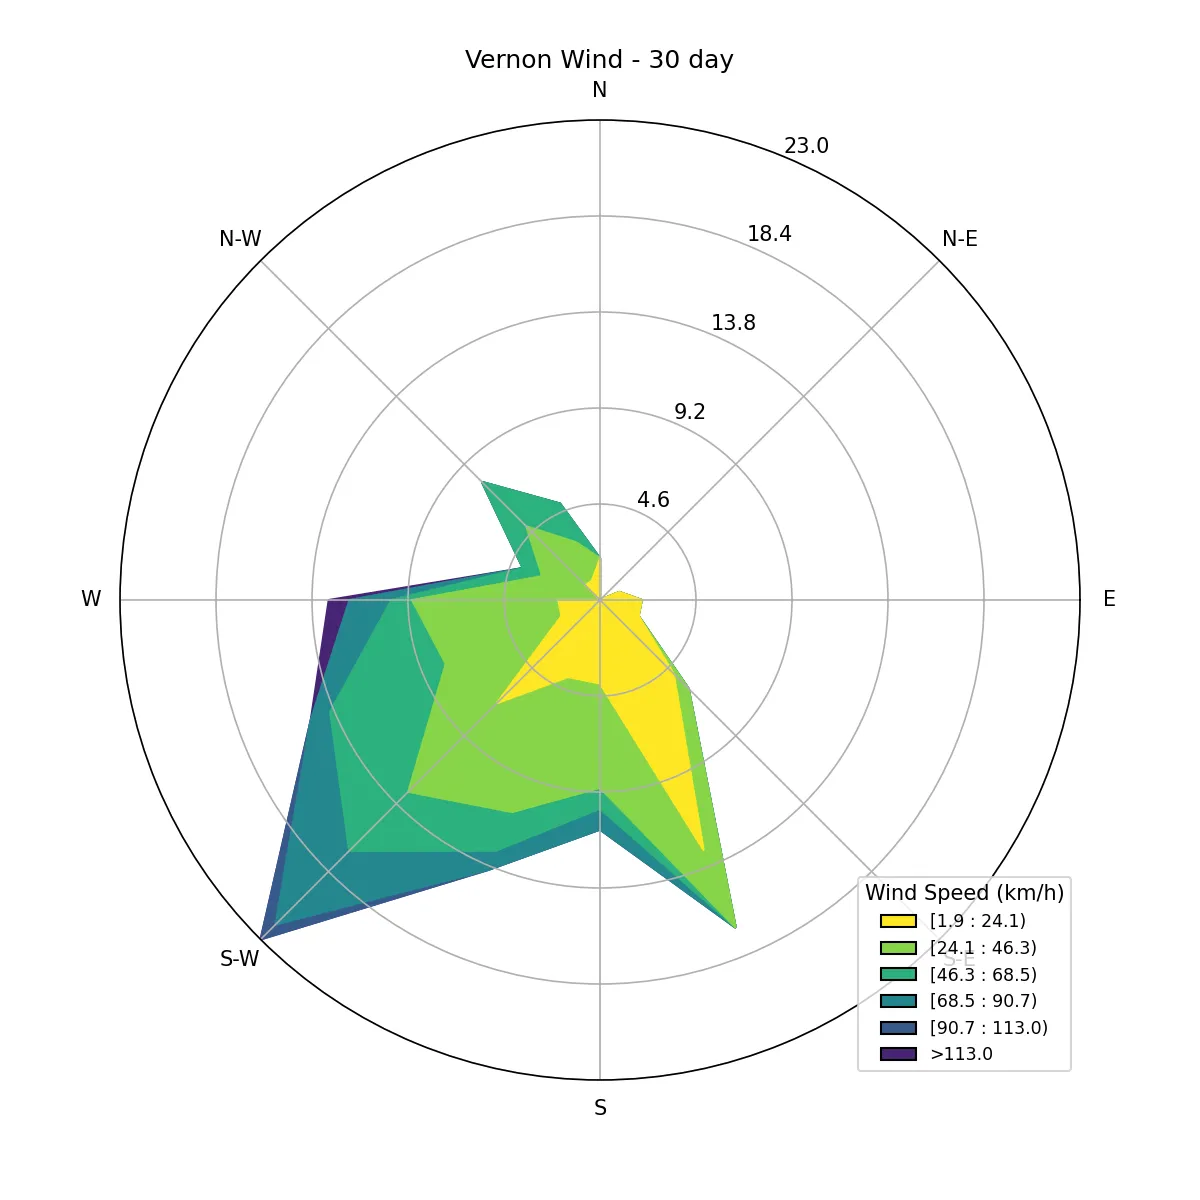 Vernon Wind - 30 day
N
23.0
18.4
N-W
N-E
13.8
9.2
4.6
W
E
Wind Speed (km/h)
[1.9 : 24.1)
[24.1 : 46.3)
S-W
S-E
[46.3 : 68.5)
[68.5 : 90.7)
[90.7 : 113.0)
>113.0
S